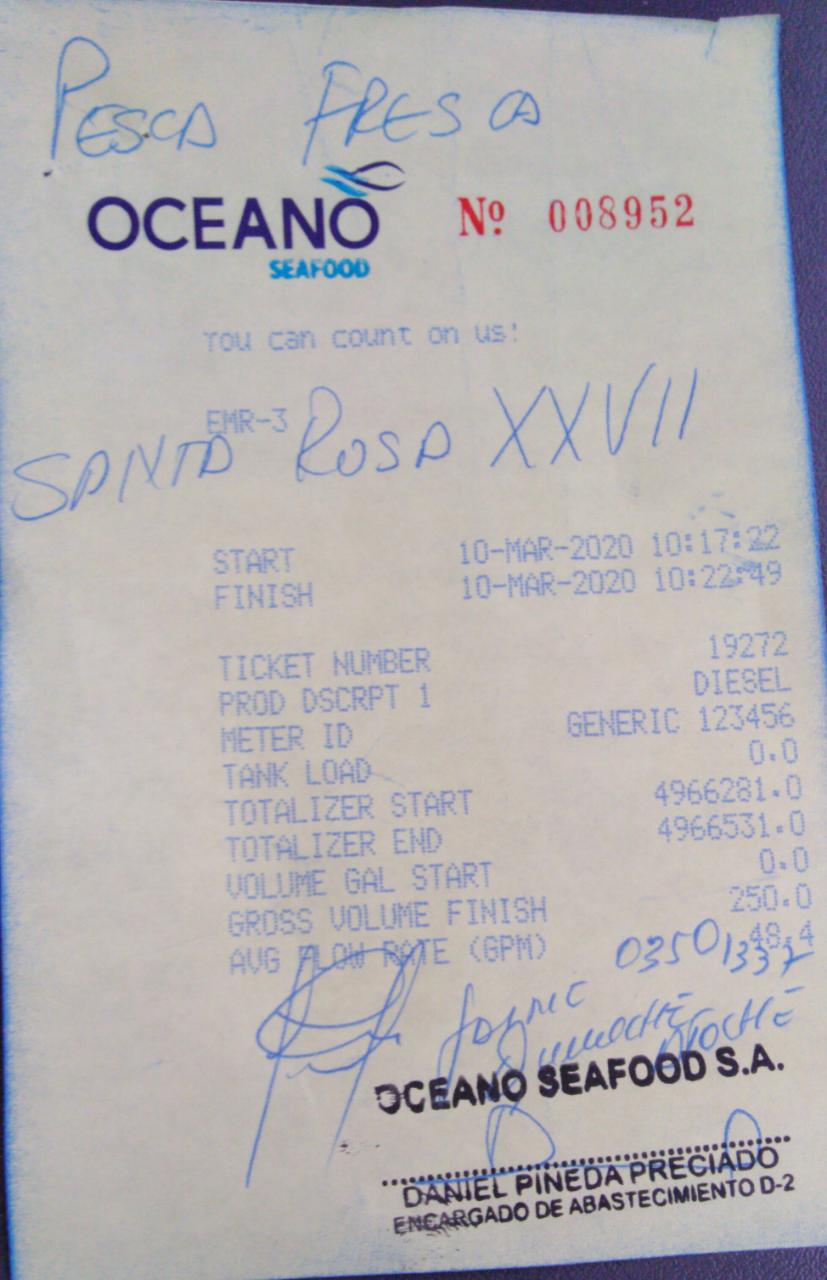 PESCA FRESCA
OCEANO
SEAFOOD
Nº 008952
You can count on us!
EMR-3
SANTA ROSA XXVII
START 10-MAR-2020 10:17:22
FINISH 10-MAR-2020 10:22:49
TICKET NUMBER 19272
PROD DSCRPT 1 DIESEL
METER ID GENERIC 123456
TANK LOAD 0.0
TOTALIZER START 4966281.0
TOTALIZER END 4966531.0
VOLUME GAL START 0.0
GROSS VOLUME FINISH 250.0
AVG FLOW RATE (GPM) 48.4
OCEANO SEAFOOD S.A.
DANIEL PINEDA PRECIADO
ENCARGADO DE ABASTECIMIENTO D-2